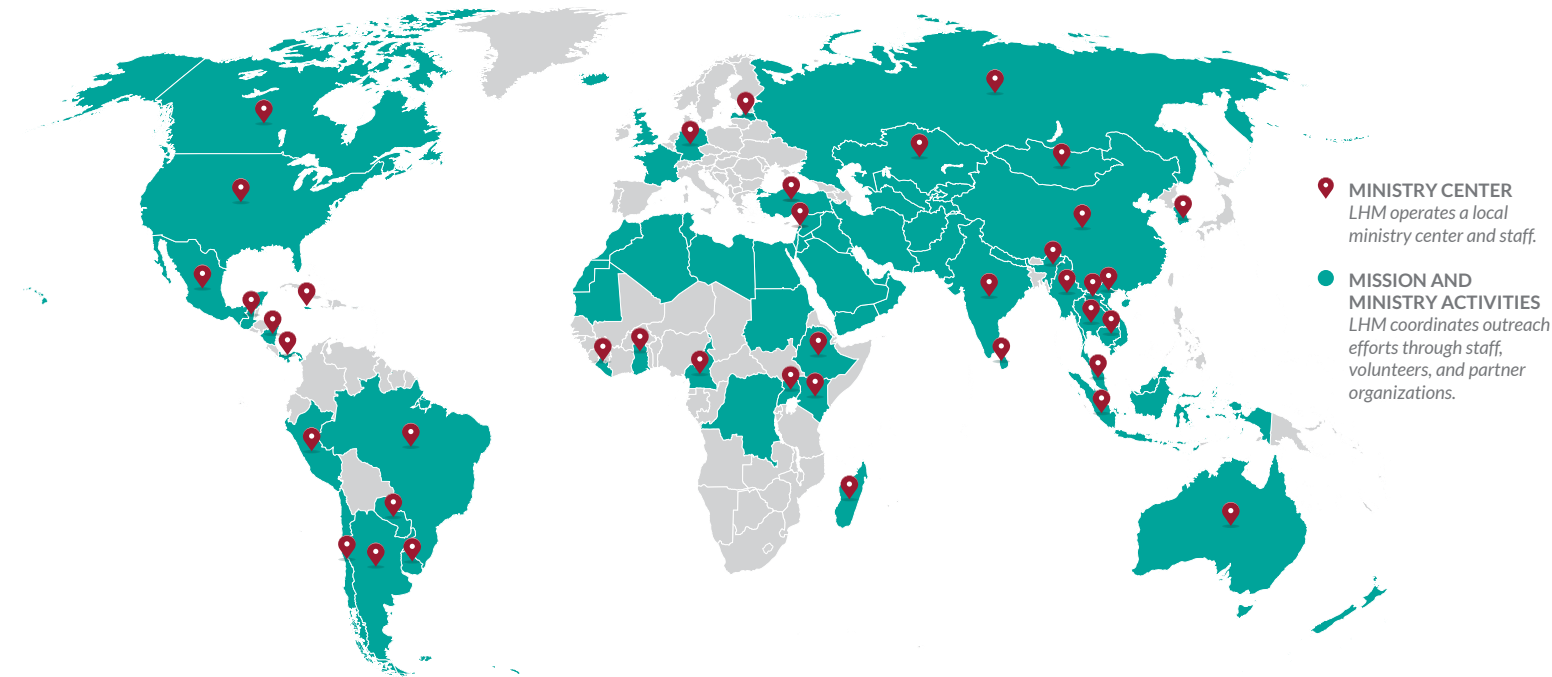 MINISTRY CENTER
LHM operates a local
ministry center and staff.
MISSION AND
MINISTRY ACTIVITIES
LHM coordinates outreach
efforts through staff,
volunteers, and partner
organizations.